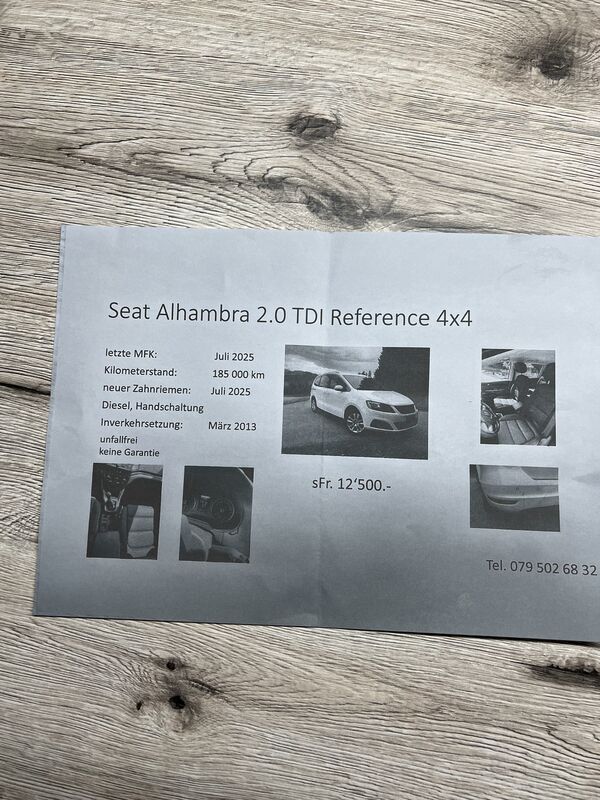 Seat Alhambra 2.0 TDI Reference 4x4
letzte MFK: Juli 2025
Kilometerstand: 185 000 km
neuer Zahnriemen: Juli 2025
Diesel, Handschaltung
Inverkehrsetzung: März 2013
unfallfrei
keine Garantie
sFr. 12'500.-
Tel. 079 502 68 32